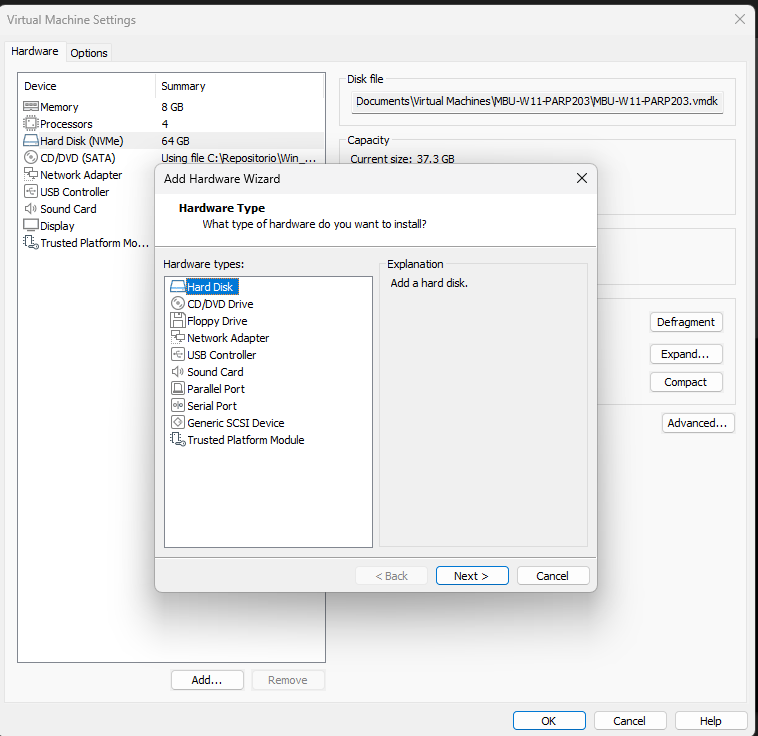 Virtual Machine Settings
Hardware
Options
Device Summary
Memory 8 GB
Processors 4
Hard Disk (NVMe) 64 GB
CD/DVD (SATA) Using file C:\Repositorio\Win_...
Network Adapter
USB Controller
Sound Card
Display
Trusted Platform Mo...
Disk file
Documents\Virtual Machines\MBU-W11-PARP203\MBU-W11-PARP203.vmdk
Capacity
Current size: 37.3 GB
Add Hardware Wizard
Hardware Type
What type of hardware do you want to install?
Hardware types:
Hard Disk
CD/DVD Drive
Floppy Drive
Network Adapter
USB Controller
Sound Card
Parallel Port
Serial Port
Generic SCSI Device
Trusted Platform Module
Explanation
Add a hard disk.
< Back
Next >
Cancel
Defragment
Expand...
Compact
Advanced...
Add...
Remove
OK
Cancel
Help